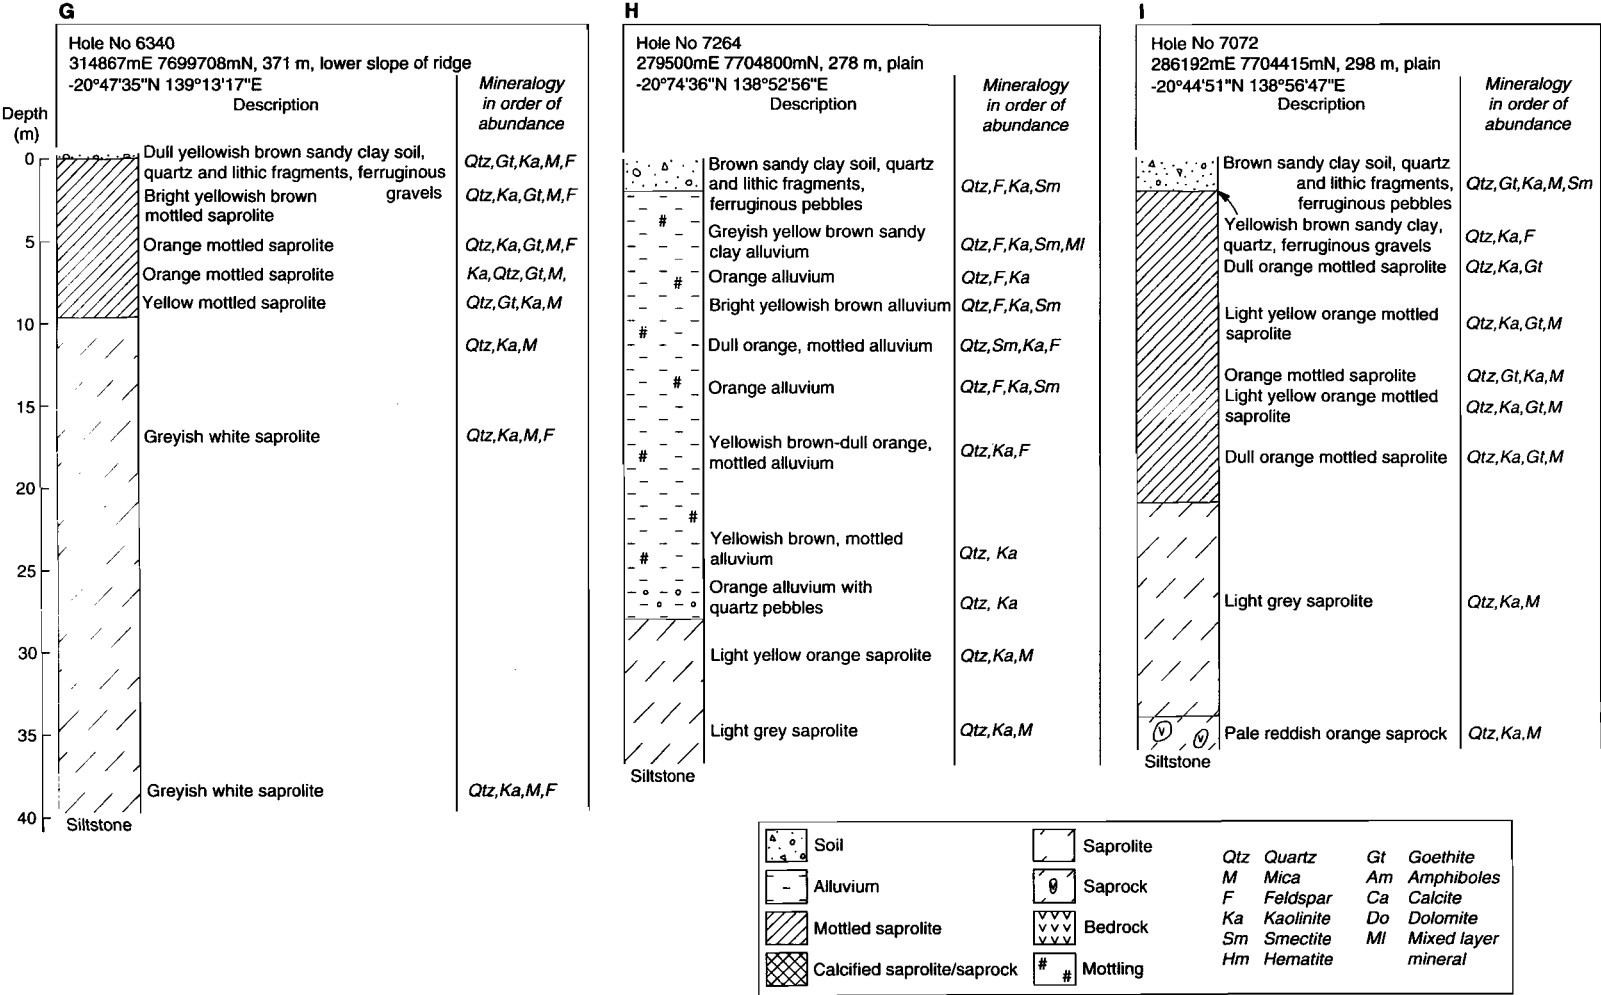 G
Hole No 6340
314867mE 7699708mN, 371 m, lower slope of ridge
-20°47'35"N 139°13'17"E
Description
Mineralogy
in order of
abundance
Depth
(m)
0
5
10
15
20
25
30
35
40
Dull yellowish brown sandy clay soil,
quartz and lithic fragments, ferruginous
gravels
Qtz,Gt,Ka,M,F
Bright yellowish brown
mottled saprolite
Qtz,Ka,Gt,M,F
Orange mottled saprolite
Qtz,Ka,Gt,M,F
Orange mottled saprolite
Ka,Qtz,Gt,M,
Yellow mottled saprolite
Qtz,Gt,Ka,M
Qtz,Ka,M
Greyish white saprolite
Qtz,Ka,M,F
Greyish white saprolite
Qtz,Ka,M,F
Siltstone
H
Hole No 7264
279500mE 7704800mN, 278 m, plain
-20°74'36"N 138°52'56"E
Description
Mineralogy
in order of
abundance
Brown sandy clay soil, quartz
and lithic fragments,
ferruginous pebbles
Qtz,F,Ka,Sm
Greyish yellow brown sandy
clay alluvium
Qtz,F,Ka,Sm,Ml
Orange alluvium
Qtz,F,Ka
Bright yellowish brown alluvium
Qtz,F,Ka,Sm
Dull orange, mottled alluvium
Qtz,Sm,Ka,F
Orange alluvium
Qtz,F,Ka,Sm
Yellowish brown-dull orange,
mottled alluvium
Qtz,Ka,F
Yellowish brown, mottled
alluvium
Qtz, Ka
Orange alluvium with
quartz pebbles
Qtz, Ka
Light yellow orange saprolite
Qtz,Ka,M
Light grey saprolite
Qtz,Ka,M
Siltstone
I
Hole No 7072
286192mE 7704415mN, 298 m, plain
-20°44'51"N 138°56'47"E
Description
Mineralogy
in order of
abundance
Brown sandy clay soil, quartz
and lithic fragments,
ferruginous pebbles
Qtz,Gt,Ka,M,Sm
Yellowish brown sandy clay,
quartz, ferruginous gravels
Qtz,Ka,F
Dull orange mottled saprolite
Qtz,Ka,Gt
Light yellow orange mottled
saprolite
Qtz,Ka,Gt,M
Orange mottled saprolite
Qtz,Gt,Ka,M
Light yellow orange mottled
saprolite
Qtz,Ka,Gt,M
Dull orange mottled saprolite
Qtz,Ka,Gt,M
Light grey saprolite
Qtz,Ka,M
Pale reddish orange saprock
Qtz,Ka,M
Siltstone
Soil
Alluvium
Mottled saprolite
Calcified saprolite/saprock
Saprolite
Saprock
Bedrock
Mottling
Qtz Quartz
M Mica
F Feldspar
Ka Kaolinite
Sm Smectite
Hm Hematite
Gt Goethite
Am Amphiboles
Ca Calcite
Do Dolomite
Ml Mixed layer
mineral